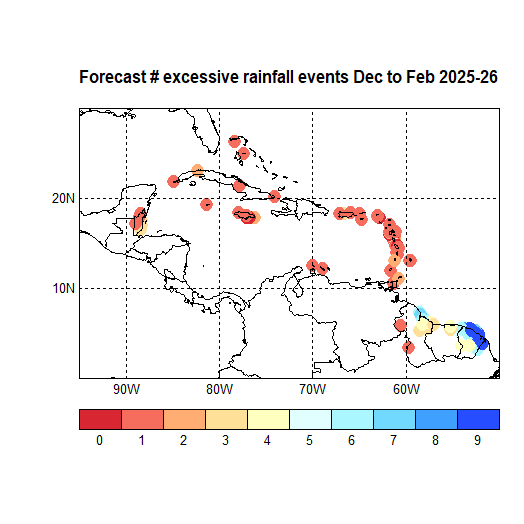 Forecast # excessive rainfall events Dec to Feb 2025-26
20N
10N
90W 80W 70W 60W
0 1 2 3 4 5 6 7 8 9